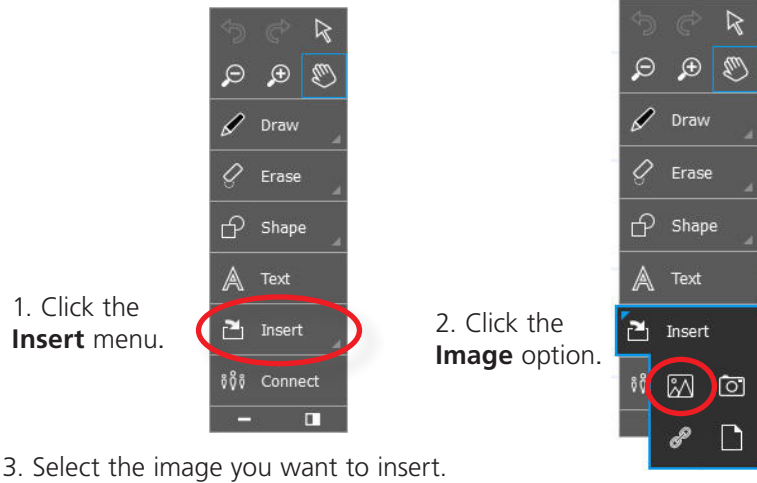 Draw
Erase
Shape
Text
1. Click the
Insert menu.
Insert
Connect
Draw
Erase
Shape
Text
2. Click the
Image option.
Insert
3. Select the image you want to insert.